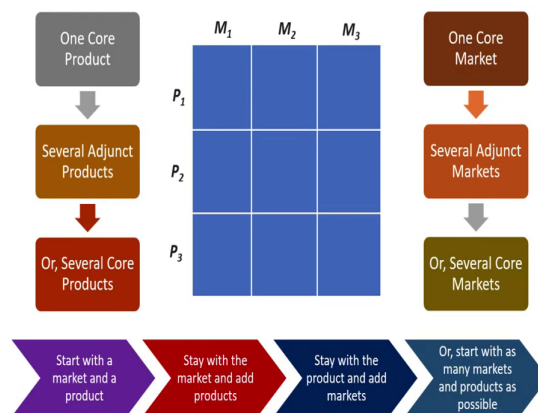 One Core
Product
Several Adjunct
Products
Or, Several Core
Products
M1 M2 M3
P1
P2
P3
One Core
Market
Several Adjunct
Markets
Or, Several Core
Markets
Start with a
market and a
product
Stay with the
market and add
products
Stay with the
product and add
markets
Or, start with as
many markets
and products as
possible